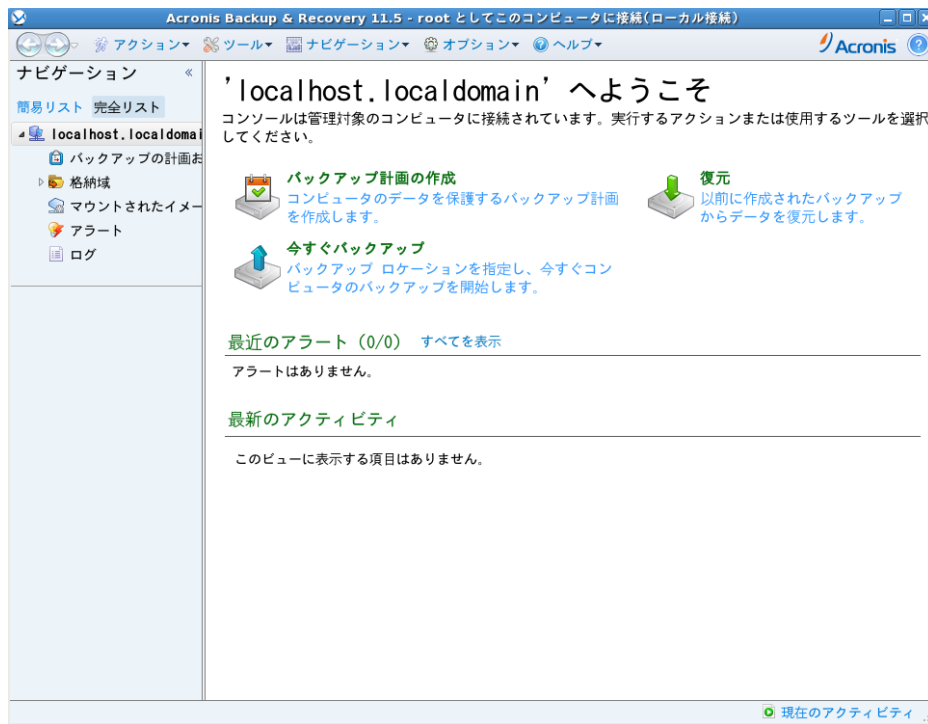 Acronis Backup & Recovery 11.5 - root としてこのコンピュータに接続(ローカル接続)
アクション ツール ナビゲーション オプション ヘルプ Acronis
ナビゲーション «
簡易リスト 完全リスト
localhost.localdomai
バックアップの計画お
格納域
マウントされたイメー
アラート
ログ
'localhost.localdomain' へようこそ
コンソールは管理対象のコンピュータに接続されています。実行するアクションまたは使用するツールを選択
してください。
バックアップ計画の作成
コンピュータのデータを保護するバックアップ計画
を作成します。
復元
以前に作成されたバックアップ
からデータを復元します。
今すぐバックアップ
バックアップ ロケーションを指定し、今すぐコン
ピュータのバックアップを開始します。
最近のアラート (0/0) すべてを表示
アラートはありません。
最新のアクティビティ
このビューに表示する項目はありません。
現在のアクティビティ